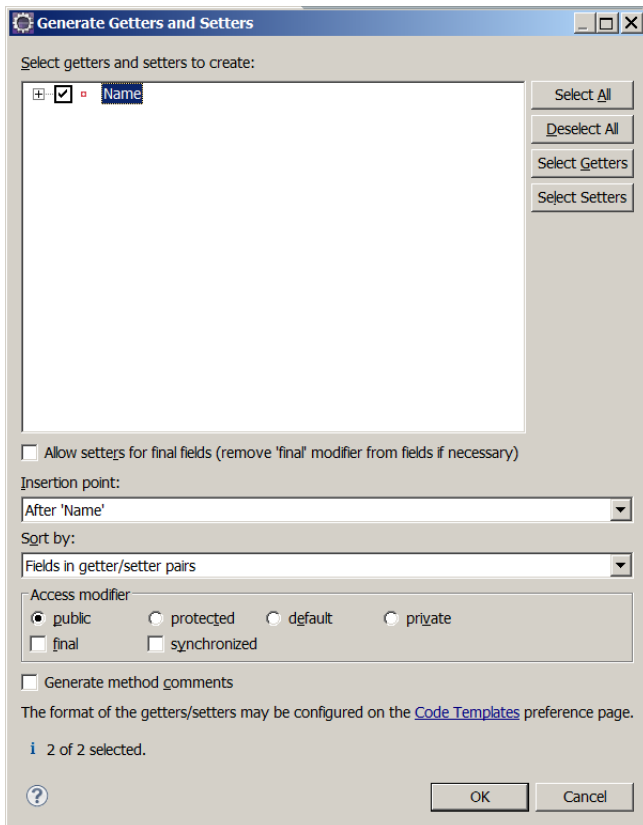 Generate Getters and Setters
Select getters and setters to create:
Name
Select All
Deselect All
Select Getters
Select Setters
Allow setters for final fields (remove 'final' modifier from fields if necessary)
Insertion point:
After 'Name'
Sort by:
Fields in getter/setter pairs
Access modifier
public protected default private
final synchronized
Generate method comments
The format of the getters/setters may be configured on the Code Templates preference page.
i 2 of 2 selected.
? OK Cancel